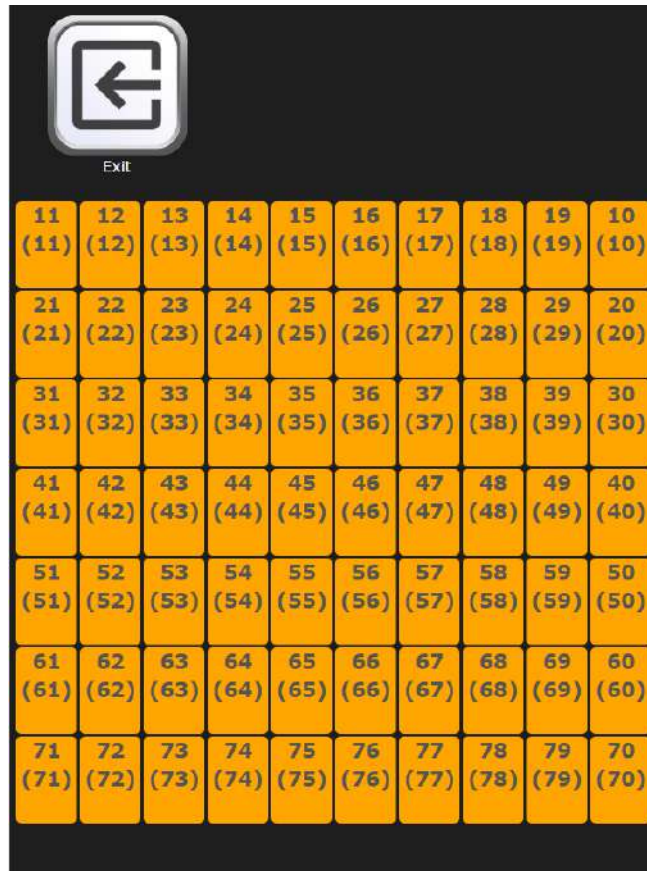 Exit
11 12 13 14 15 16 17 18 19 10
(11) (12) (13) (14) (15) (16) (17) (18) (19) (10)
21 22 23 24 25 26 27 28 29 20
(21) (22) (23) (24) (25) (26) (27) (28) (29) (20)
31 32 33 34 35 36 37 38 39 30
(31) (32) (33) (34) (35) (36) (37) (38) (39) (30)
41 42 43 44 45 46 47 48 49 40
(41) (42) (43) (44) (45) (46) (47) (48) (49) (40)
51 52 53 54 55 56 57 58 59 50
(51) (52) (53) (54) (55) (56) (57) (58) (59) (50)
61 62 63 64 65 66 67 68 69 60
(61) (62) (63) (64) (65) (66) (67) (68) (69) (60)
71 72 73 74 75 76 77 78 79 70
(71) (72) (73) (74) (75) (76) (77) (78) (79) (70)